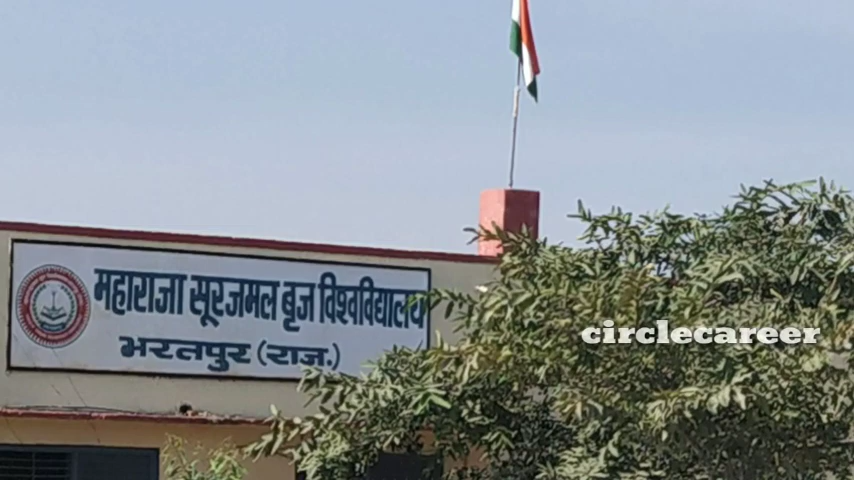 महाराजा सूरजमल बृज विश्वविद्यालय
भरतपुर (राज.)
circlecareer